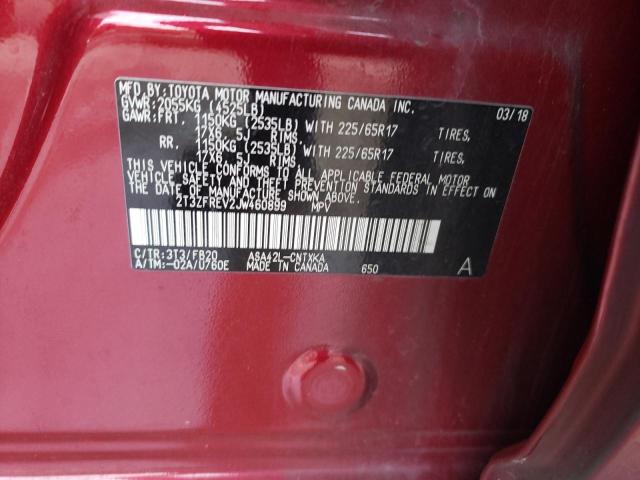 MFD.BY:TOYOTA MOTOR MANUFACTURING CANADA INC. 03/18
GVWR:2055KG (4525LB)
GAWR:FRT. 1150KG (2535LB) WITH 225/65R17 TIRES,
17X6.5J RIMS
RR. 1150KG (2535LB) WITH 225/65R17 TIRES,
17X6.5J RIMS
THIS VEHICLE CONFORMS TO ALL APPLICABLE FEDERAL MOTOR
VEHICLE SAFETY STANDARDS IN EFFECT ON
THE DATE OF MANUFACTURE SHOWN ABOVE.
2T3ZFREV2JW460899 MPV
C/TR:3T3/FB20 ASA42L-CNTXKA
A/TM:-02A/U760E MADE IN CANADA 650 A